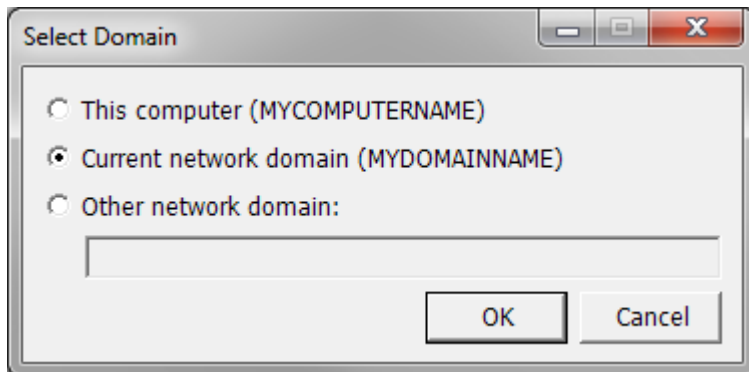 Select Domain
This computer (MYCOMPUTERNAME)
Current network domain (MYDOMAINNAME)
Other network domain:
OK Cancel